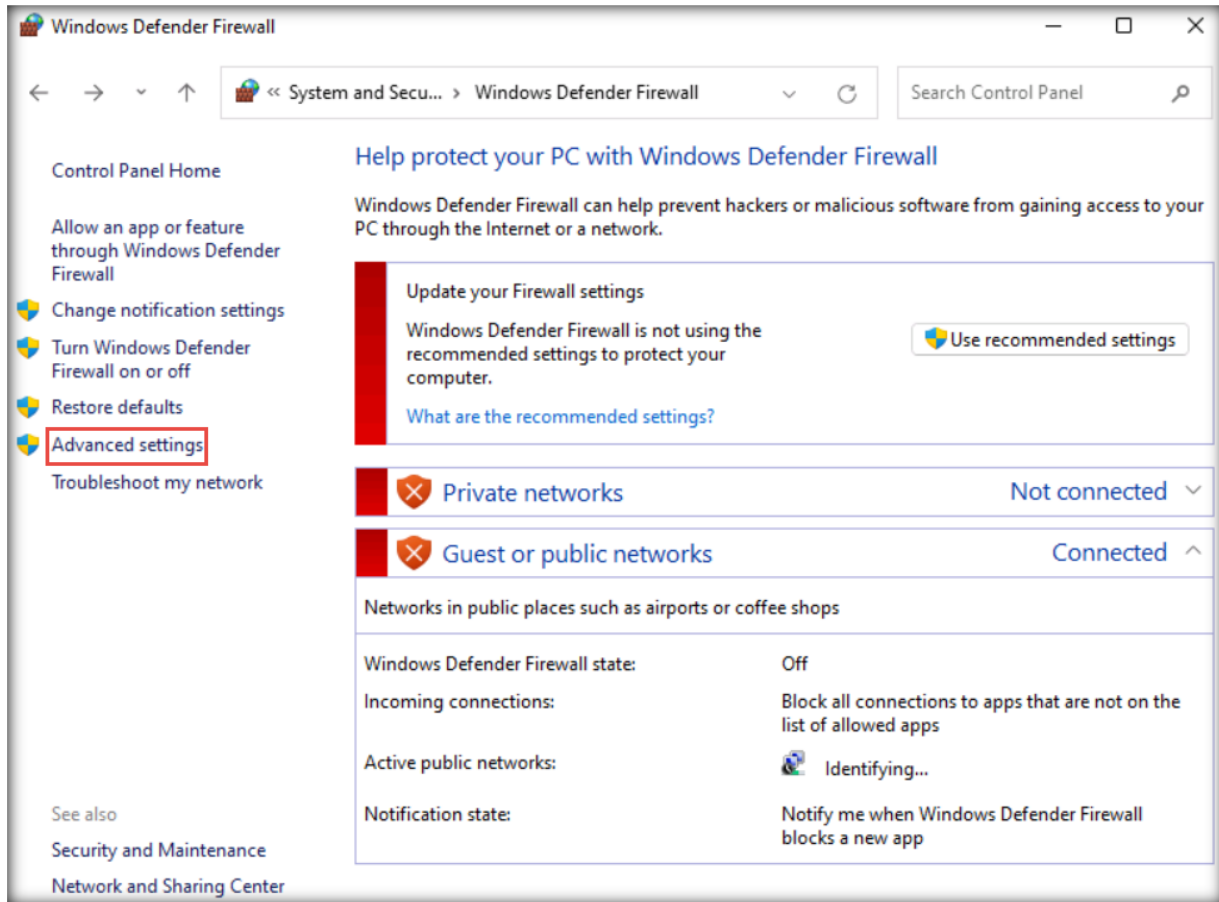 Windows Defender Firewall
« System and Secu... › Windows Defender Firewall
Search Control Panel
Control Panel Home
Allow an app or feature
through Windows Defender
Firewall
Change notification settings
Turn Windows Defender
Firewall on or off
Restore defaults
Advanced settings
Troubleshoot my network
See also
Security and Maintenance
Network and Sharing Center
Help protect your PC with Windows Defender Firewall
Windows Defender Firewall can help prevent hackers or malicious software from gaining access to your
PC through the Internet or a network.
Update your Firewall settings
Windows Defender Firewall is not using the
recommended settings to protect your
computer.
What are the recommended settings?
Use recommended settings
Private networks
Not connected
Guest or public networks
Connected
Networks in public places such as airports or coffee shops
Windows Defender Firewall state:
Off
Incoming connections:
Block all connections to apps that are not on the
list of allowed apps
Active public networks:
Identifying...
Notification state:
Notify me when Windows Defender Firewall
blocks a new app